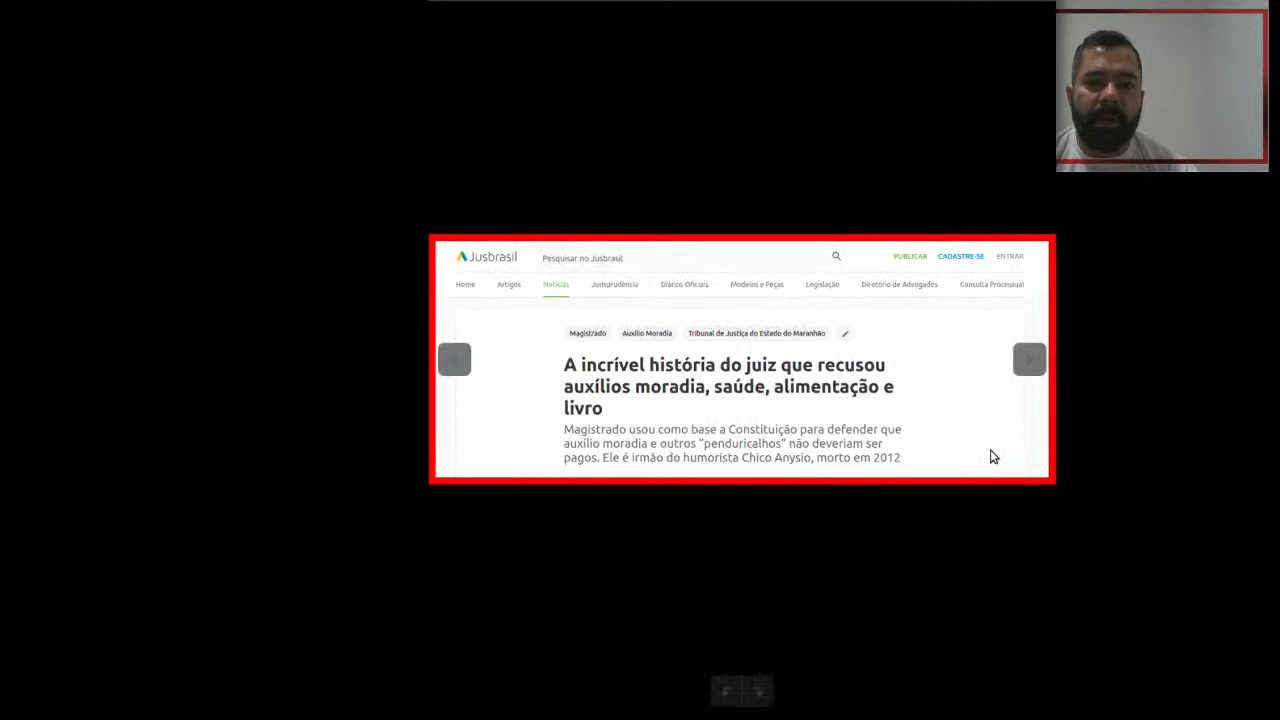 Jusbrasil
Pesquisar no Jusbrasil
PUBLICAR
CADASTRE-SE
ENTRAR
Home
Artigos
Notícias
Jurisprudência
Diários Oficiais
Modelos e Peças
Legislação
Diretório de Advogados
Consulta Processual
Magistrado
Auxílio Moradia
Tribunal de Justiça do Estado do Maranhão
A incrível história do juiz que recusou
auxílios moradia, saúde, alimentação e
livro
Magistrado usou como base a Constituição para defender que
auxílio moradia e outros “penduricalhos” não deveriam ser
pagos. Ele é irmão do humorista Chico Anysio, morto em 2012